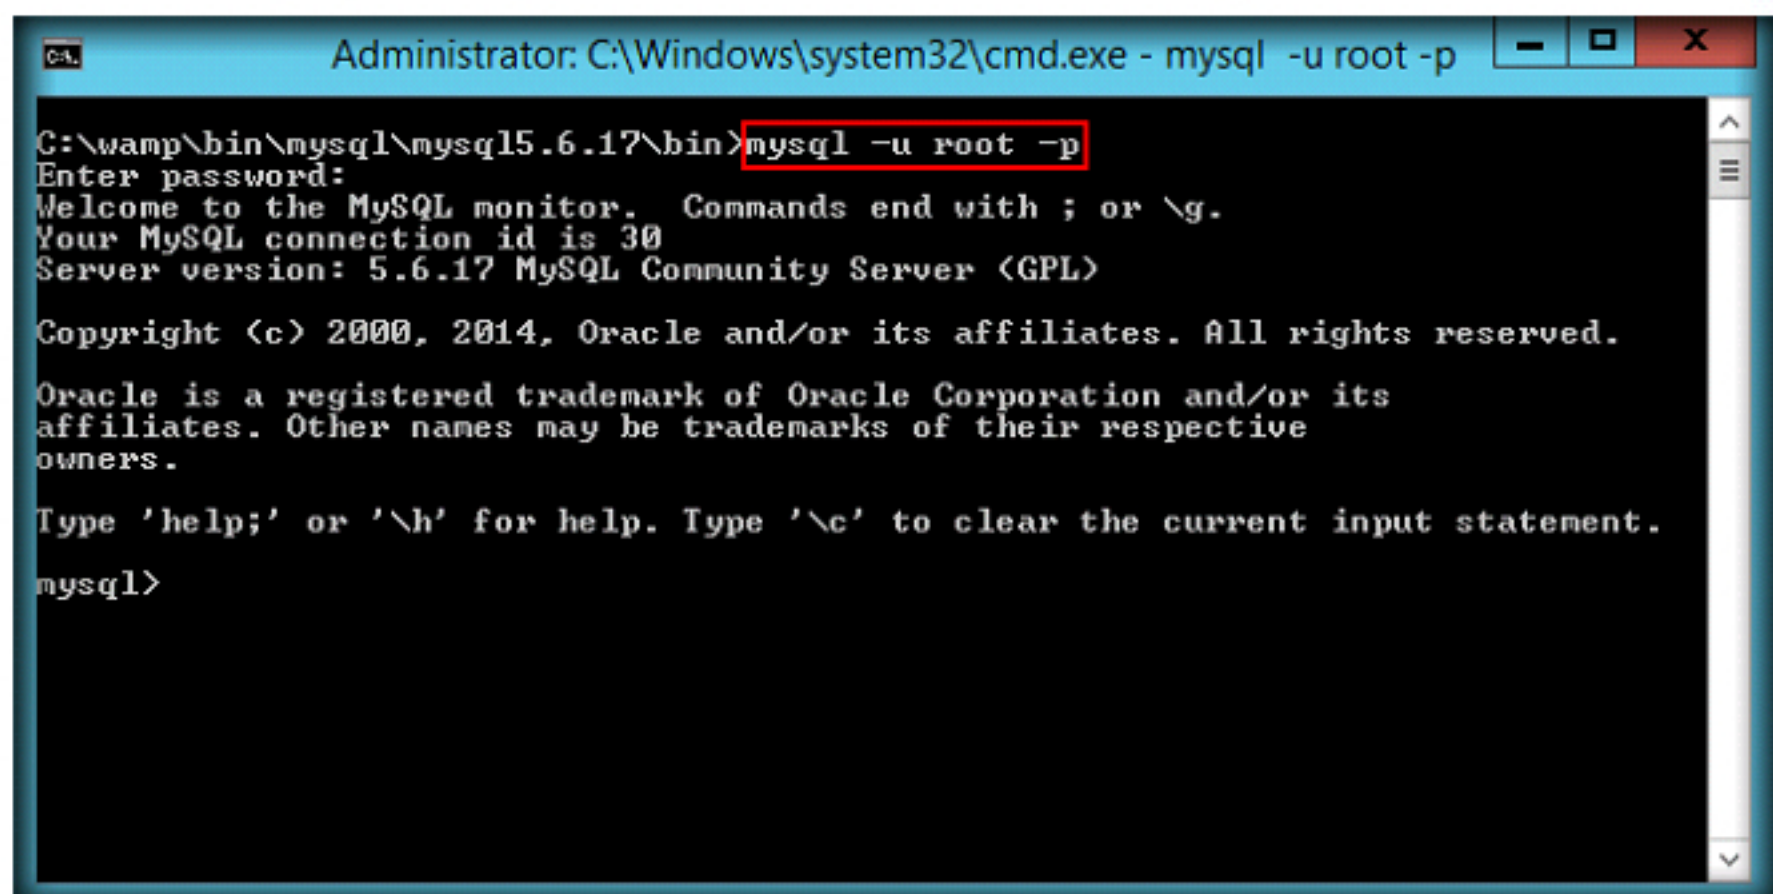 Administrator: C:\Windows\system32\cmd.exe - mysql -u root -p
C:\wamp\bin\mysql\mysql5.6.17\bin>mysql -u root -p
Enter password:
Welcome to the MySQL monitor.  Commands end with ; or \g.
Your MySQL connection id is 30
Server version: 5.6.17 MySQL Community Server (GPL)
Copyright (c) 2000, 2014, Oracle and/or its affiliates. All rights reserved.
Oracle is a registered trademark of Oracle Corporation and/or its
affiliates. Other names may be trademarks of their respective
owners.
Type 'help;' or '\h' for help. Type '\c' to clear the current input statement.
mysql>